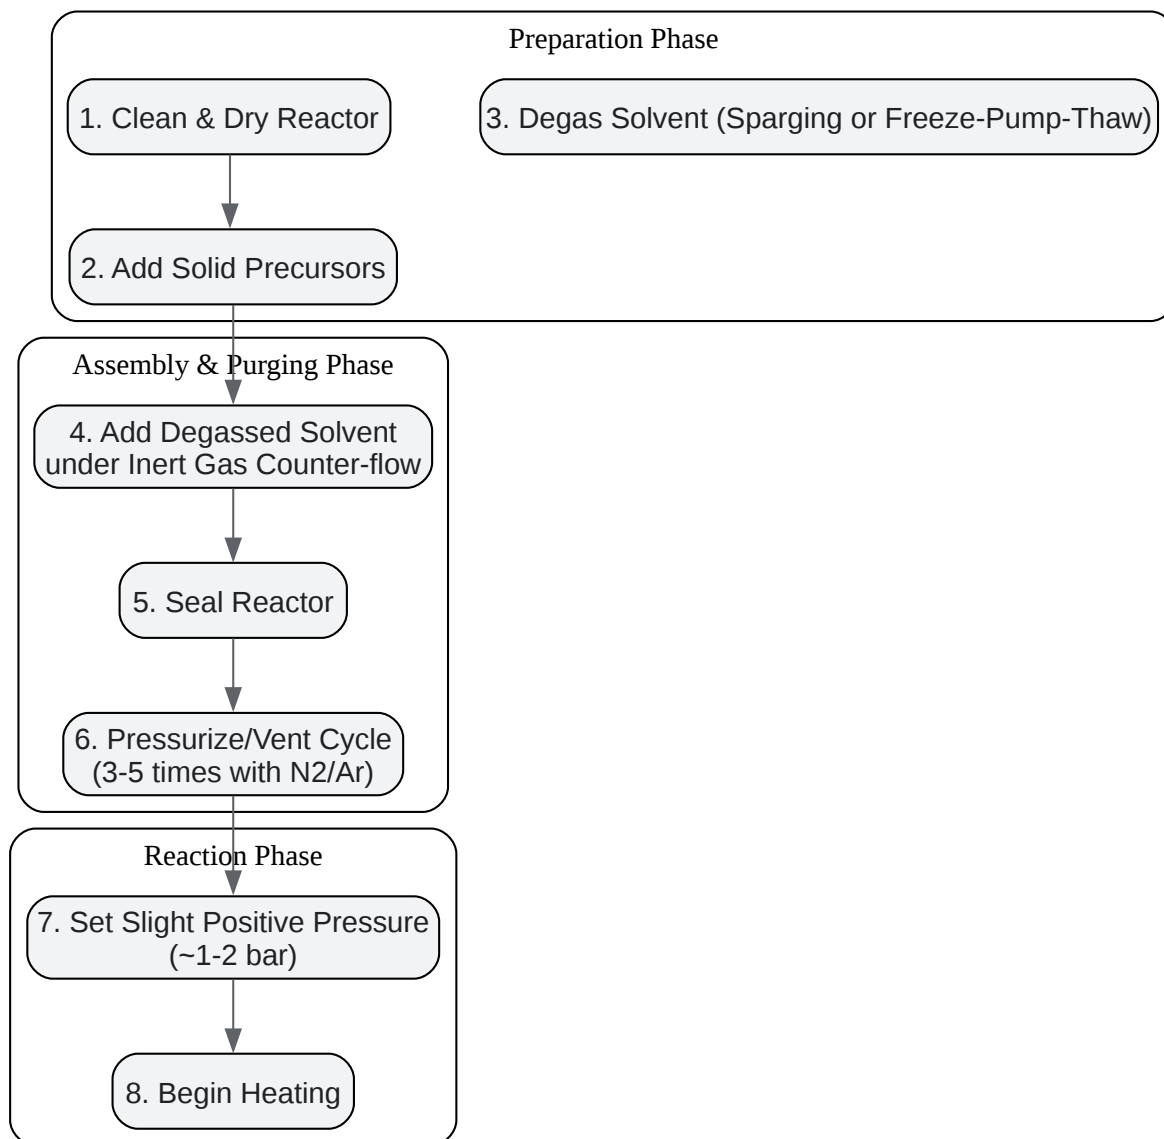 Preparation Phase
1. Clean & Dry Reactor
3. Degas Solvent (Sparging or Freeze-Pump-Thaw)
2. Add Solid Precursors
Assembly & Purging Phase
4. Add Degassed Solvent
under Inert Gas Counter-flow
5. Seal Reactor
6. Pressurize/Vent Cycle
(3-5 times with N2/Ar)
Reaction Phase
7. Set Slight Positive Pressure
(~1-2 bar)
8. Begin Heating